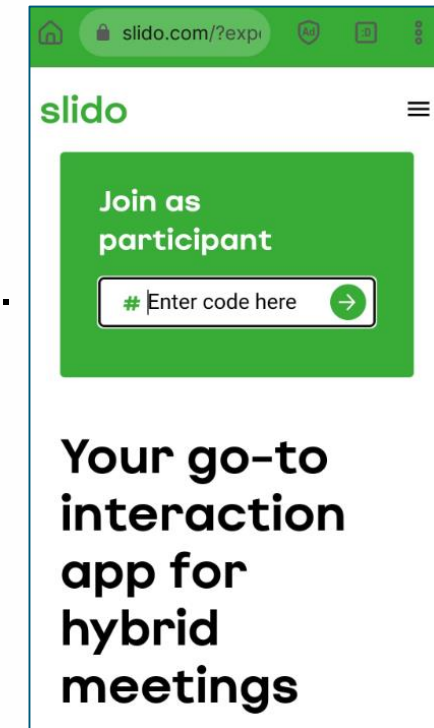 slido.com/?exp
slido
Join as
participant
# Enter code here
Your go-to
interaction
app for
hybrid
meetings